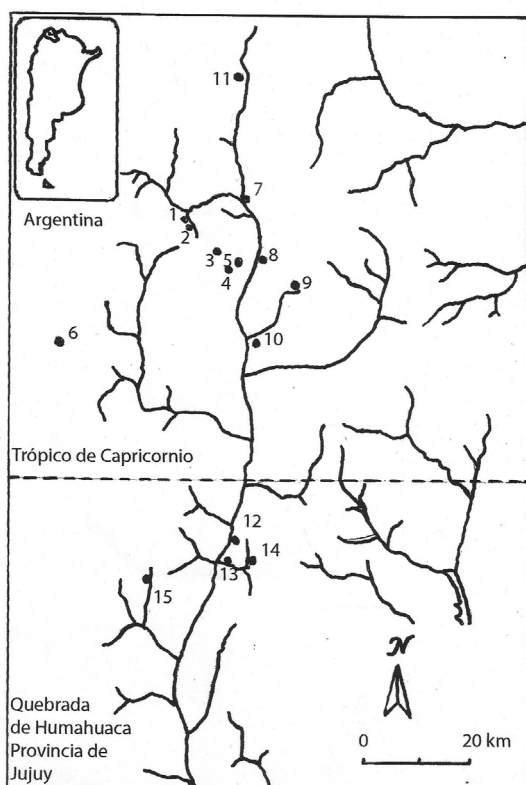 11
Argentina
7
1
2
3
5
8
4
9
6
10
Trópico de Capricornio
12
13
14
15
N
Quebrada
de Humahuaca
Provincia de
Jujuy
0 20 km